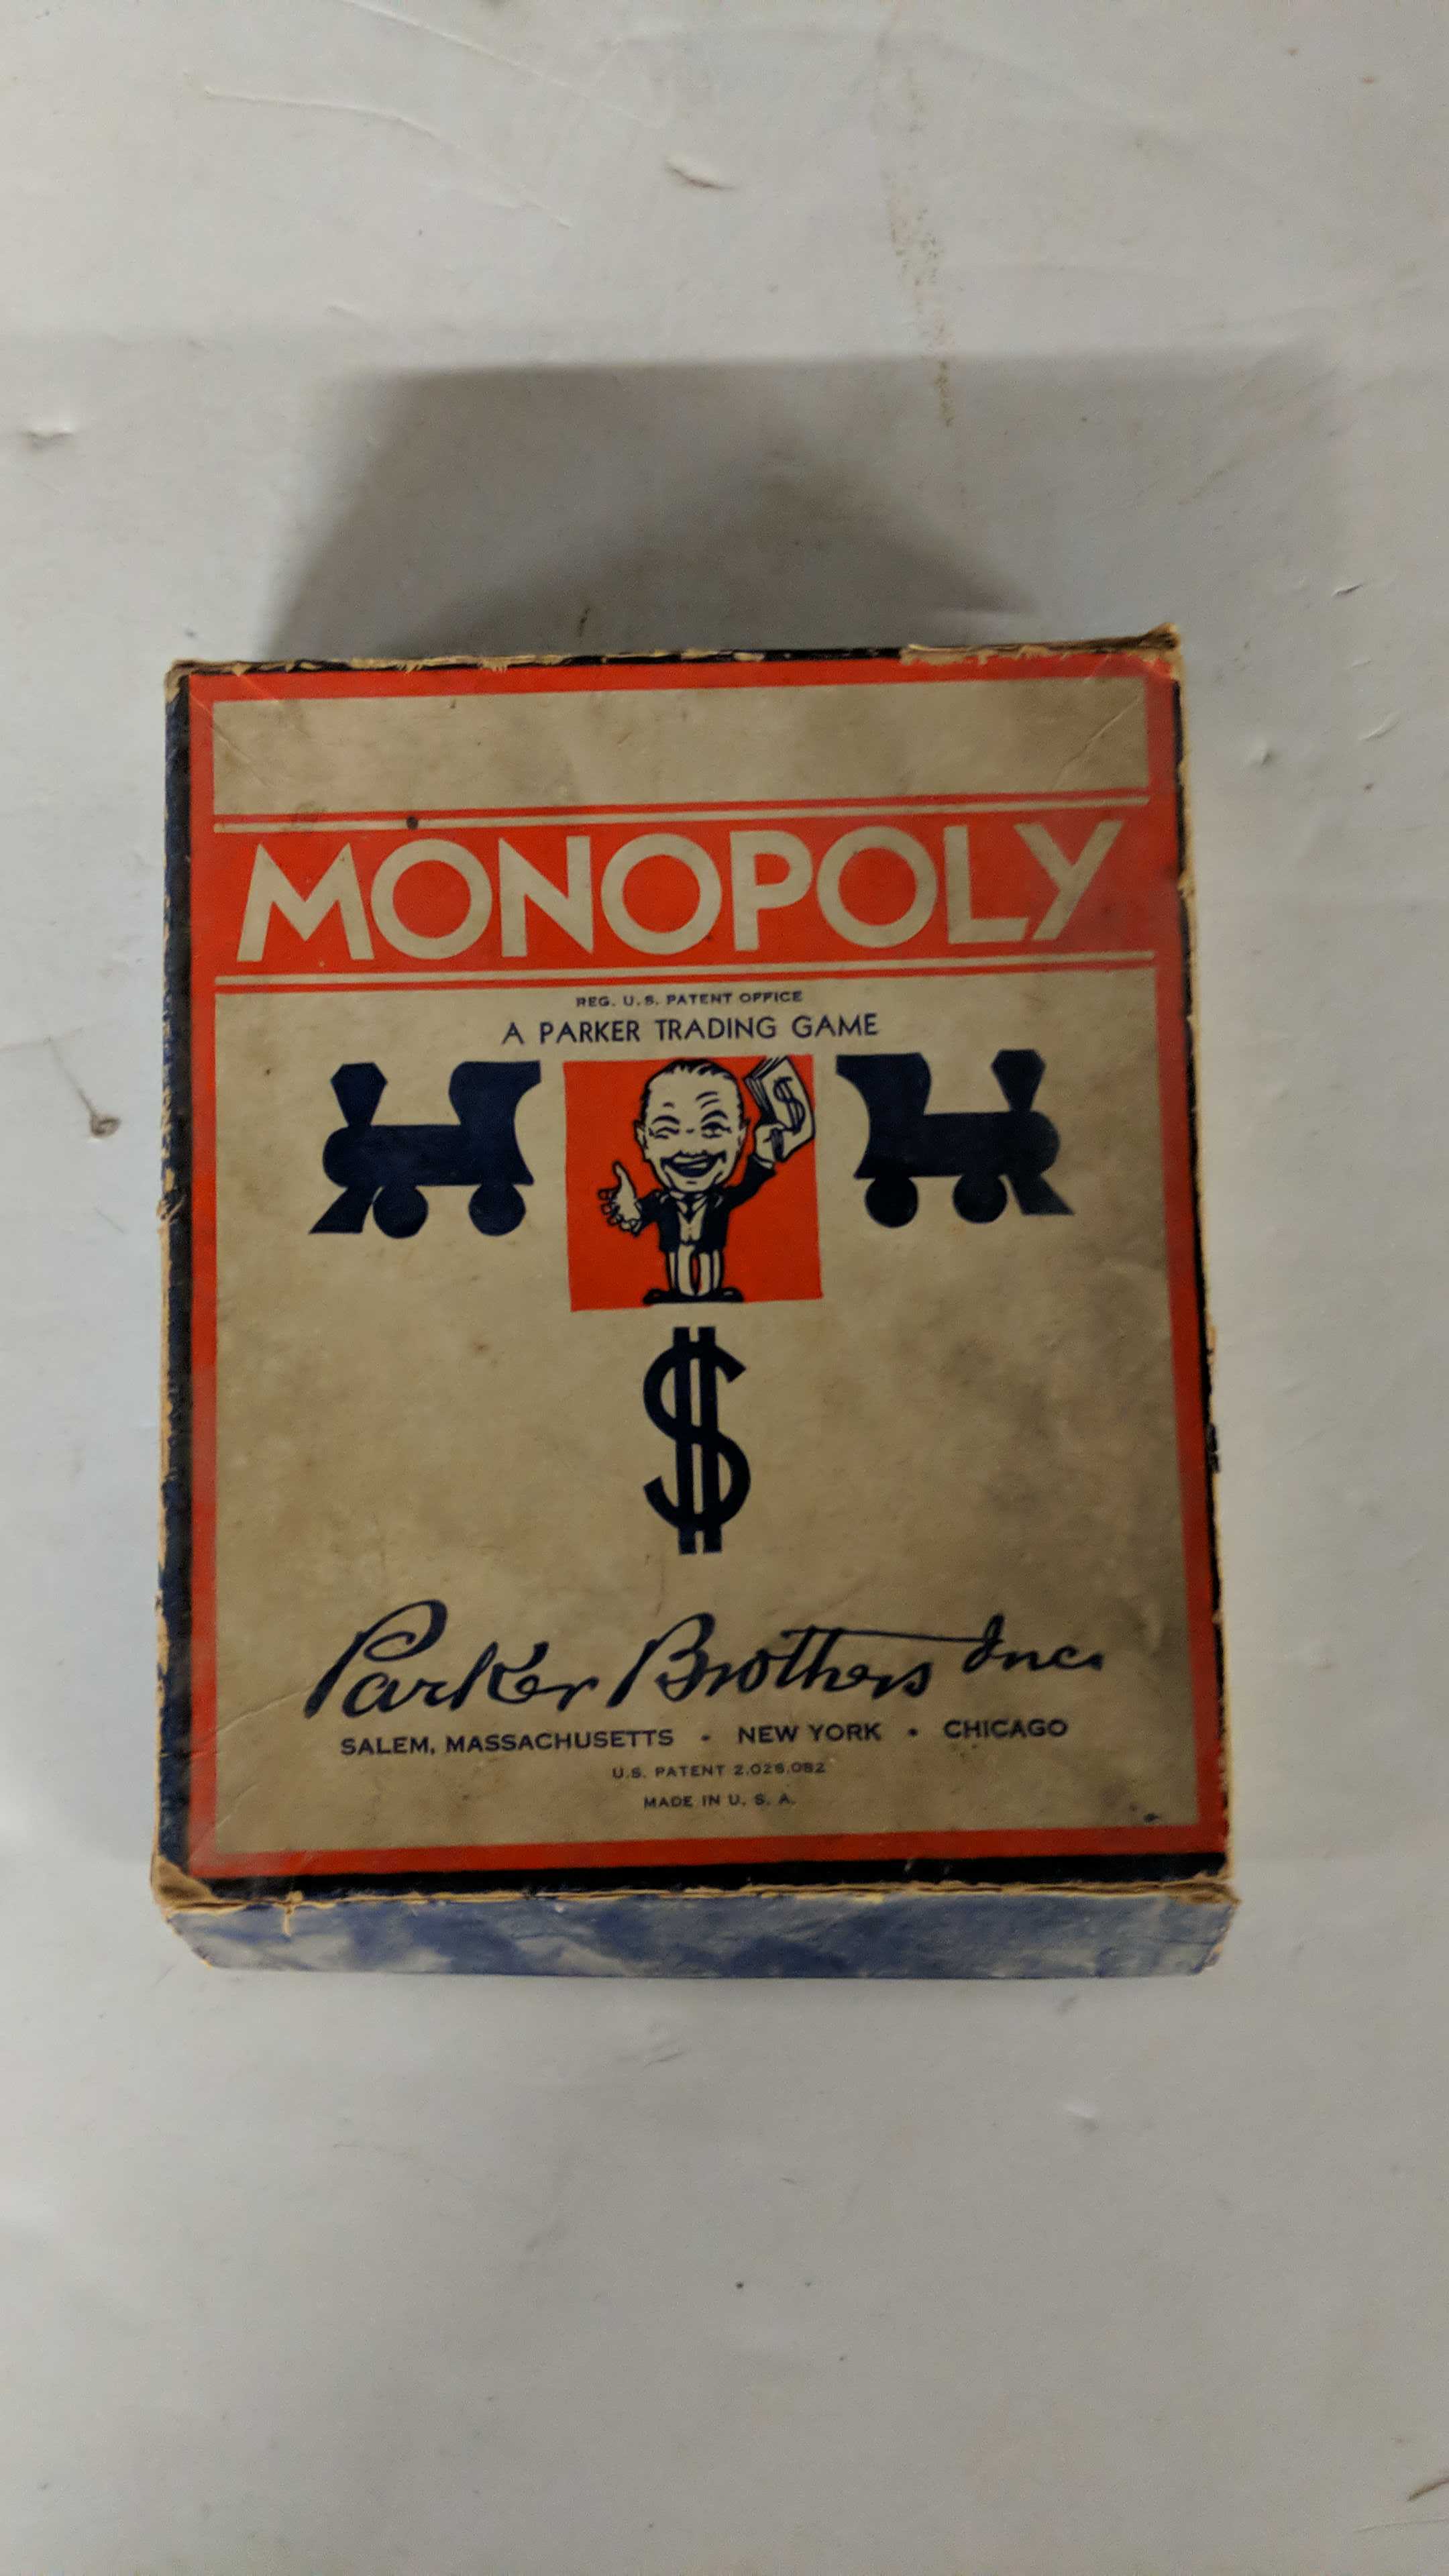 MONOPOLY
REG. U.S. PATENT OFFICE
A PARKER TRADING GAME
$
$
Parker Brothers Inc.
SALEM, MASSACHUSETTS • NEW YORK • CHICAGO
U.S. PATENT 2,026,082
MADE IN U. S. A.